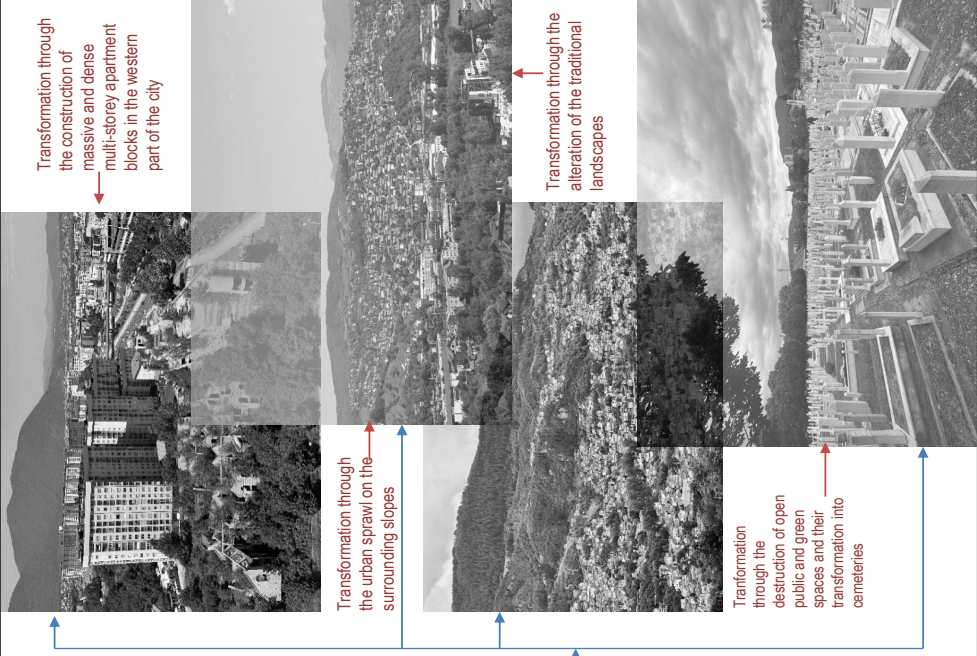 Transformation through
the construction of
massive and dense
multi-storey apartment
blocks in the western
part of the city
Transformation through the
alteration of the traditional
landscapes
Transformation through
the urban sprawl on the
surrounding slopes
Tranformation
through the
destruction of open
public and green
spaces and their
transformation into
cemeteries